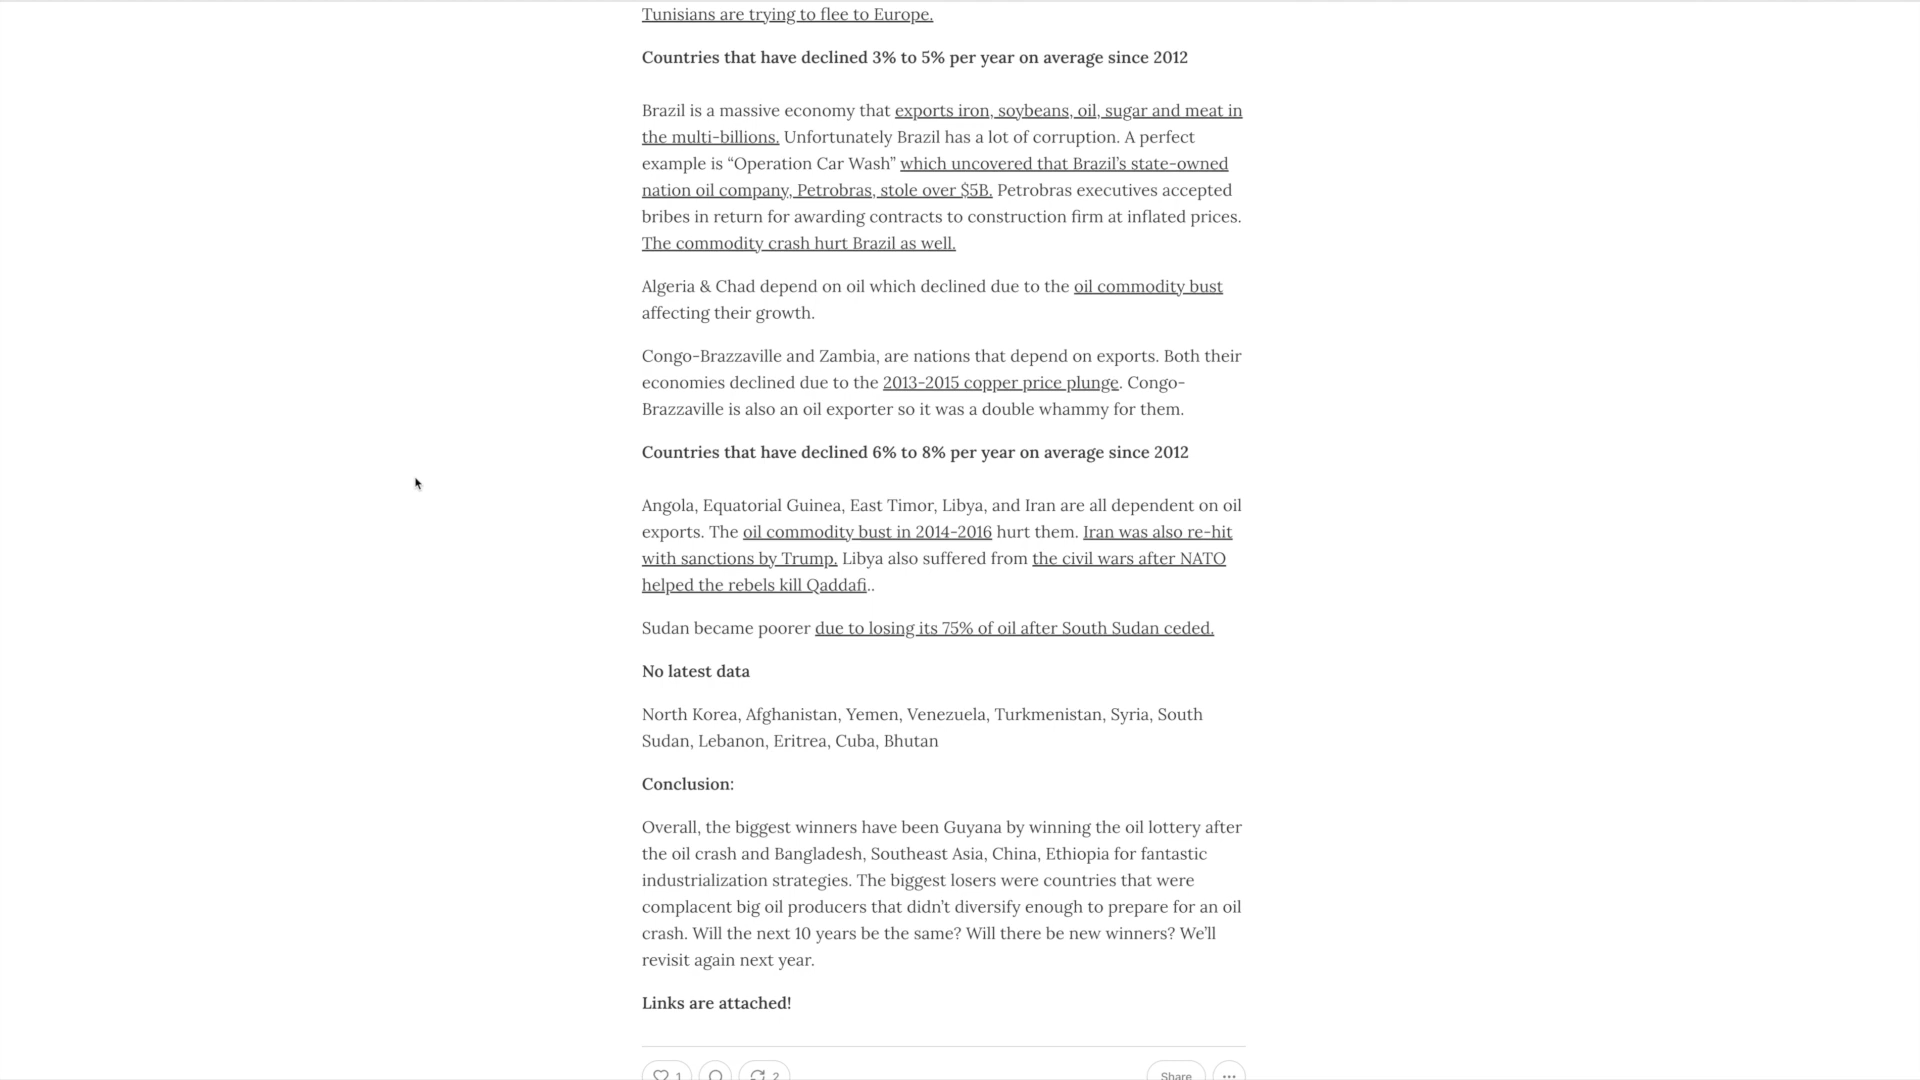 Tunisians are trying to flee to Europe.
Countries that have declined 3% to 5% per year on average since 2012
Brazil is a massive economy that exports iron, soybeans, oil, sugar and meat in
the multi-billions. Unfortunately Brazil has a lot of corruption. A perfect
example is “Operation Car Wash” which uncovered that Brazil’s state-owned
nation oil company, Petrobras, stole over $5B. Petrobras executives accepted
bribes in return for awarding contracts to construction firm at inflated prices.
The commodity crash hurt Brazil as well.
Algeria & Chad depend on oil which declined due to the oil commodity bust
affecting their growth.
Congo-Brazzaville and Zambia, are nations that depend on exports. Both their
economies declined due to the 2013-2015 copper price plunge. Congo-
Brazzaville is also an oil exporter so it was a double whammy for them.
Countries that have declined 6% to 8% per year on average since 2012
Angola, Equatorial Guinea, East Timor, Libya, and Iran are all dependent on oil
exports. The oil commodity bust in 2014-2016 hurt them. Iran was also re-hit
with sanctions by Trump. Libya also suffered from the civil wars after NATO
helped the rebels kill Qaddafi..
Sudan became poorer due to losing its 75% of oil after South Sudan ceded.
No latest data
North Korea, Afghanistan, Yemen, Venezuela, Turkmenistan, Syria, South
Sudan, Lebanon, Eritrea, Cuba, Bhutan
Conclusion:
Overall, the biggest winners have been Guyana by winning the oil lottery after
the oil crash and Bangladesh, Southeast Asia, China, Ethiopia for fantastic
industrialization strategies. The biggest losers were countries that were
complacent big oil producers that didn’t diversify enough to prepare for an oil
crash. Will the next 10 years be the same? Will there be new winners? We’ll
revisit again next year.
Links are attached!
1 2 Share